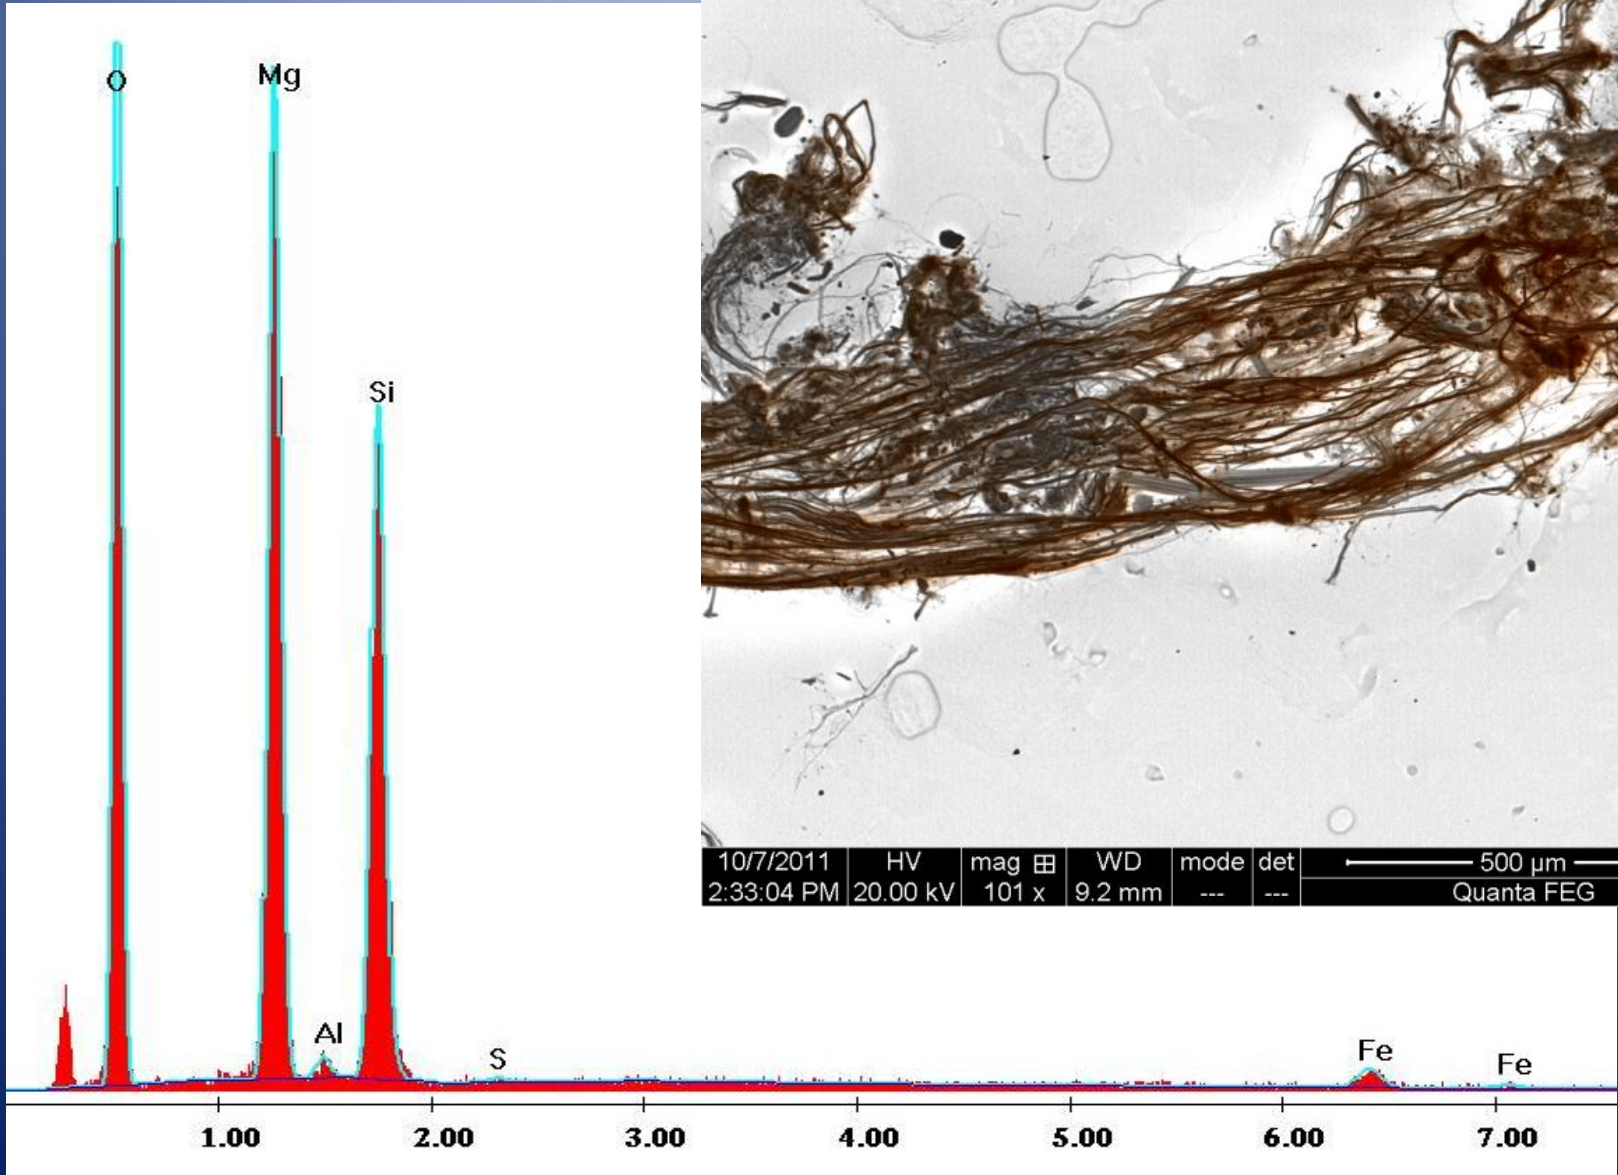 O
Mg
Si
Al
S
Fe
Fe
1.00 2.00 3.00 4.00 5.00 6.00 7.00
10/7/2011 HV mag WD mode det 500 µm
2:33:04 PM 20.00 kV 101 x 9.2 mm --- --- Quanta FEG